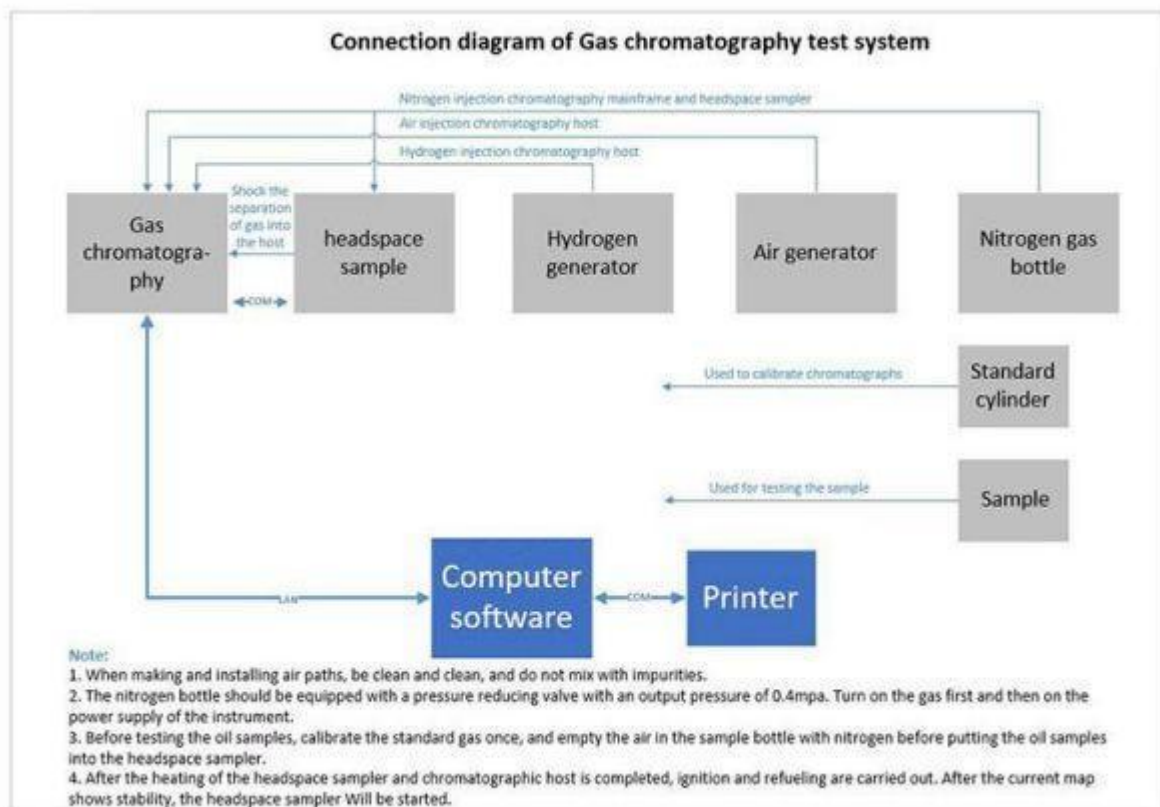 Connection diagram of Gas chromatography test system
Nitrogen injection chromatography mainframe and headspace sampler
Air injection chromatography host
Hydrogen injection chromatography host
Gas
chromatogra-
phy
Shock the
separation
of gas into
the host
COM
headspace
sample
Hydrogen
generator
Air generator
Nitrogen gas
bottle
Used to calibrate chromatographs
Standard
cylinder
Used for testing the sample
Sample
LAN
Computer
software
COM
Printer
Note:
1. When making and installing air paths, be clean and clean, and do not mix with impurities.
2. The nitrogen bottle should be equipped with a pressure reducing valve with an output pressure of 0.4mpa. Turn on the gas first and then on the
power supply of the instrument.
3. Before testing the oil samples, calibrate the standard gas once, and empty the air in the sample bottle with nitrogen before putting the oil samples
into the headspace sampler.
4. After the heating of the headspace sampler and chromatographic host is completed, ignition and refueling are carried out. After the current map
shows stability, the headspace sampler Will be started.